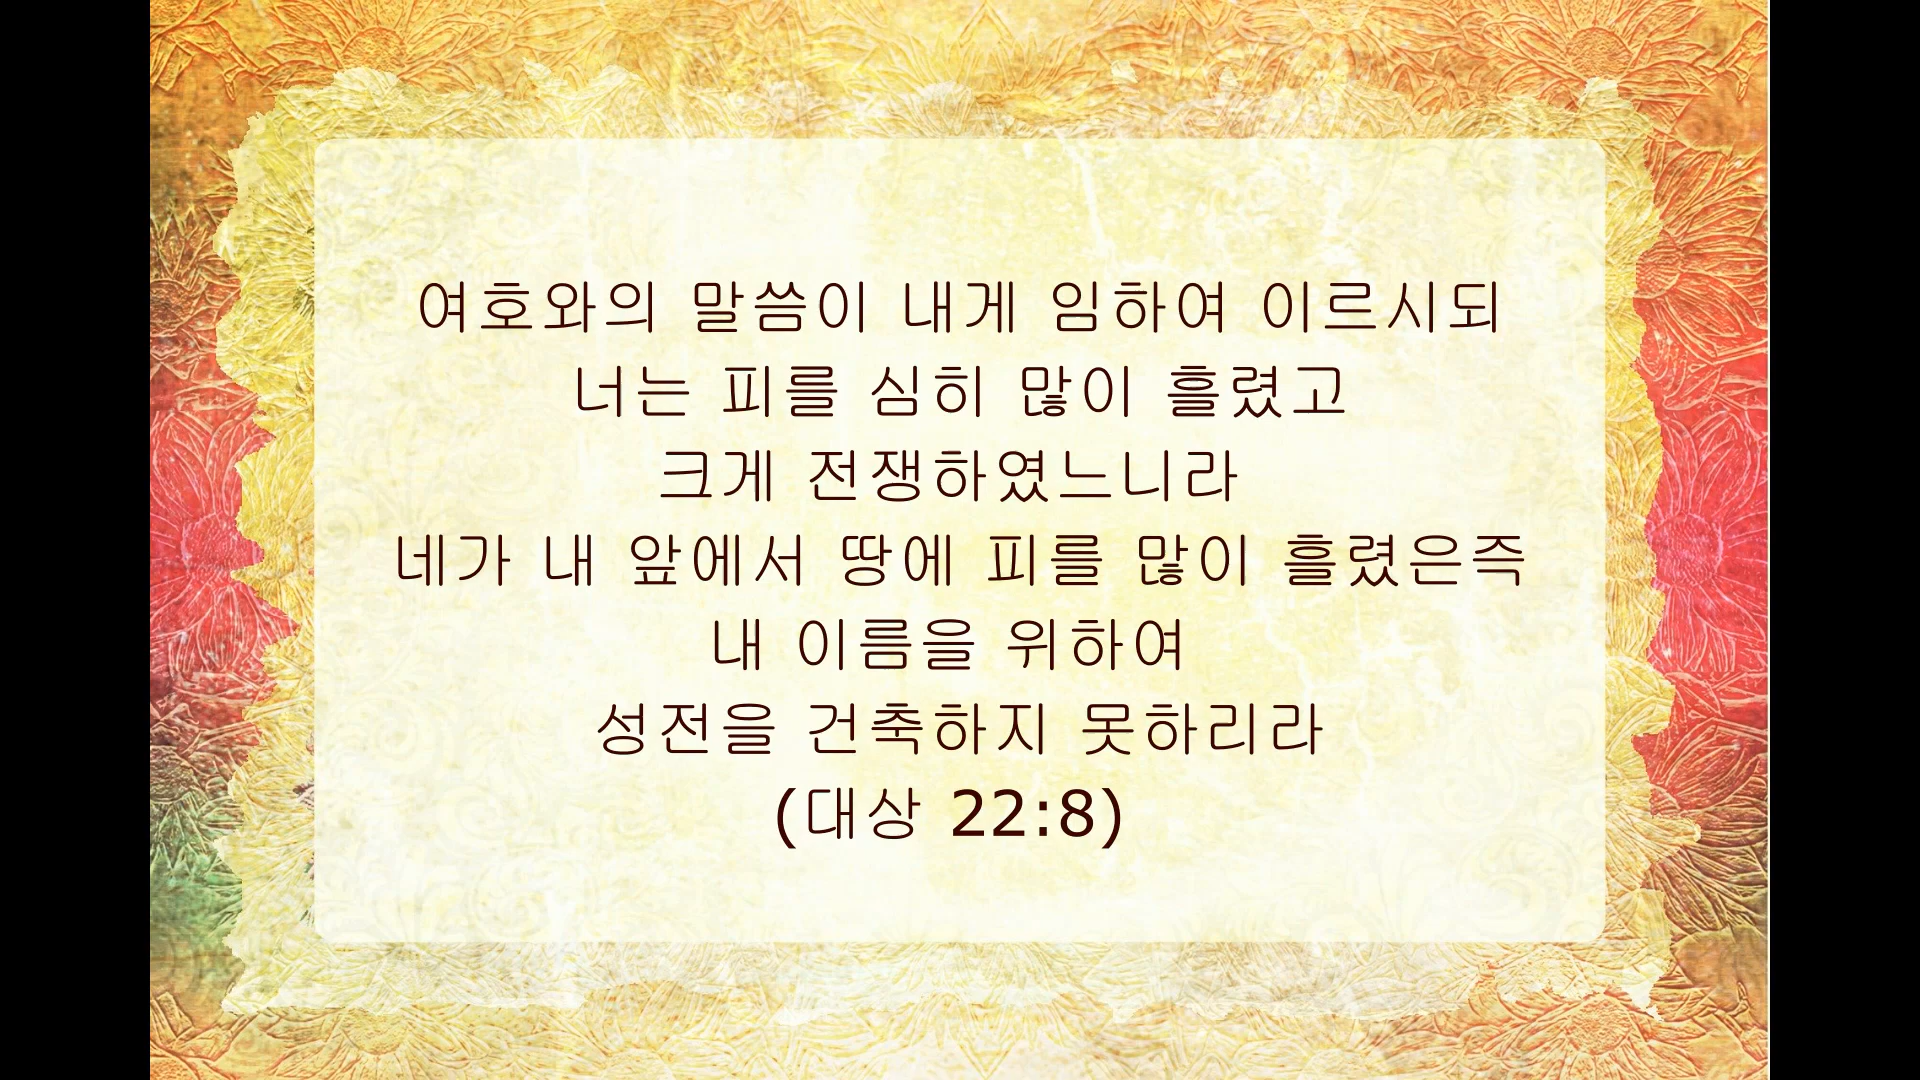 여호와의 말씀이 내게 임하여 이르시되
너는 피를 심히 많이 흘렸고
크게 전쟁하였느니라
네가 내 앞에서 땅에 피를 많이 흘렸은즉
내 이름을 위하여
성전을 건축하지 못하리라
(대상 22:8)